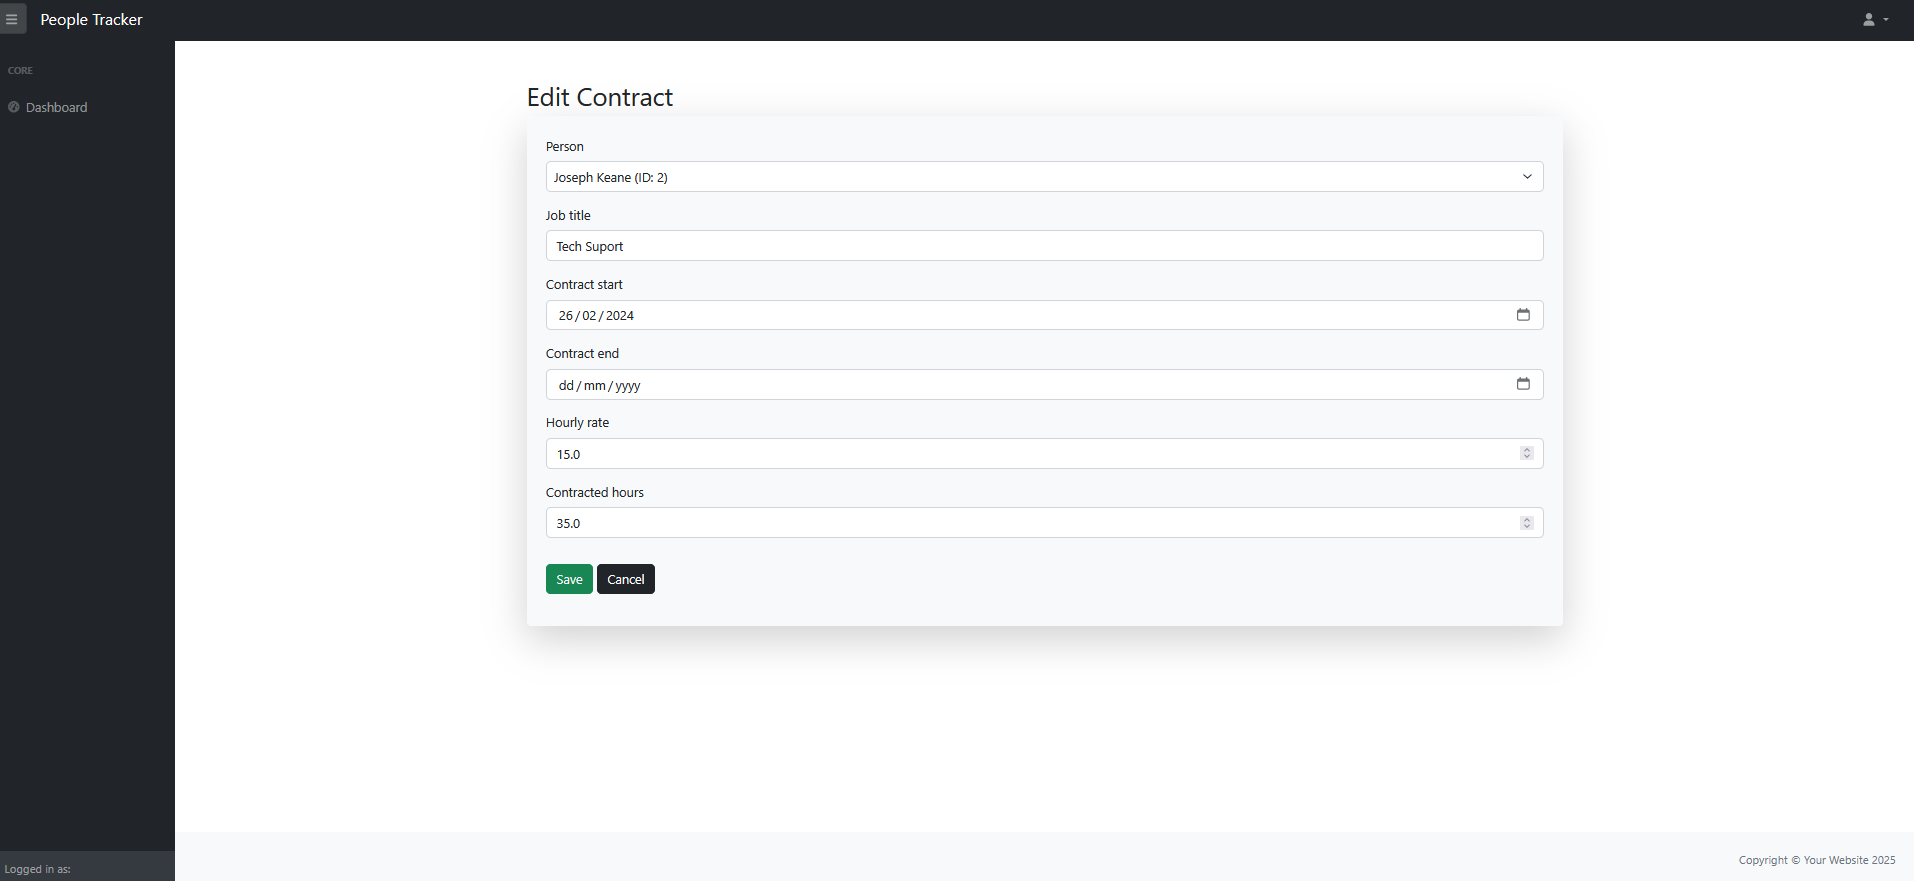 People Tracker
CORE
Dashboard
Edit Contract
Person
Joseph Keane (ID: 2)
Job title
Tech Suport
Contract start
26/02/2024
Contract end
dd/mm/yyyy
Hourly rate
15.0
Contracted hours
35.0
Save Cancel
Logged in as:
Copyright © Your Website 2025